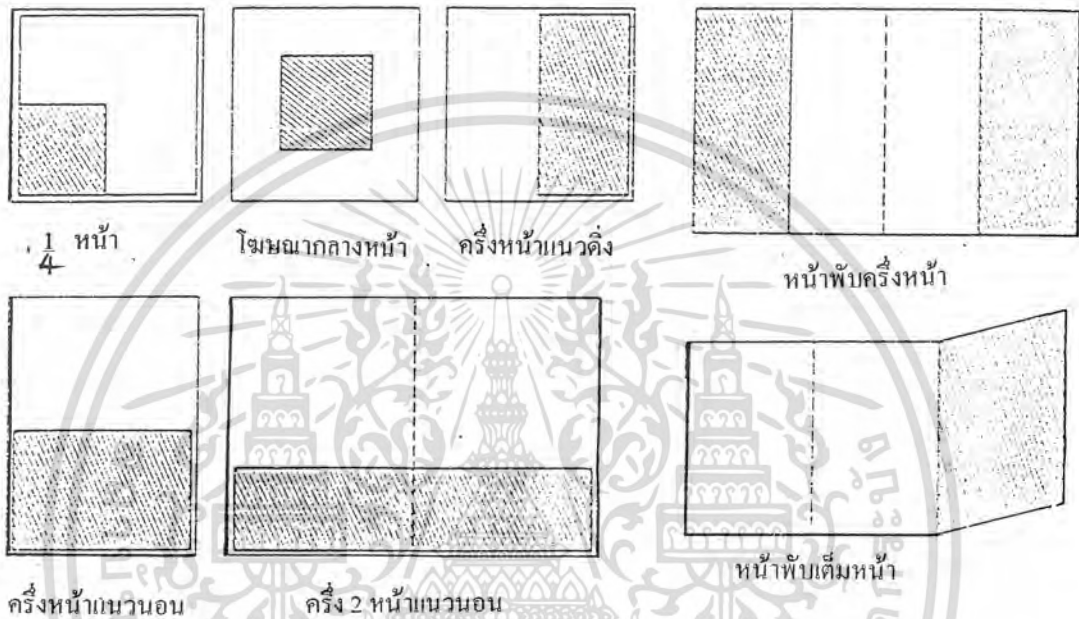 1/4 หน้า
โฆษณากลางหน้า
ครึ่งหน้าแนวดิ่ง
หน้าพับครึ่งหน้า
ครึ่งหน้าแนวนอน
ครึ่ง 2 หน้าแนวนอน
หน้าพับเต็มหน้า